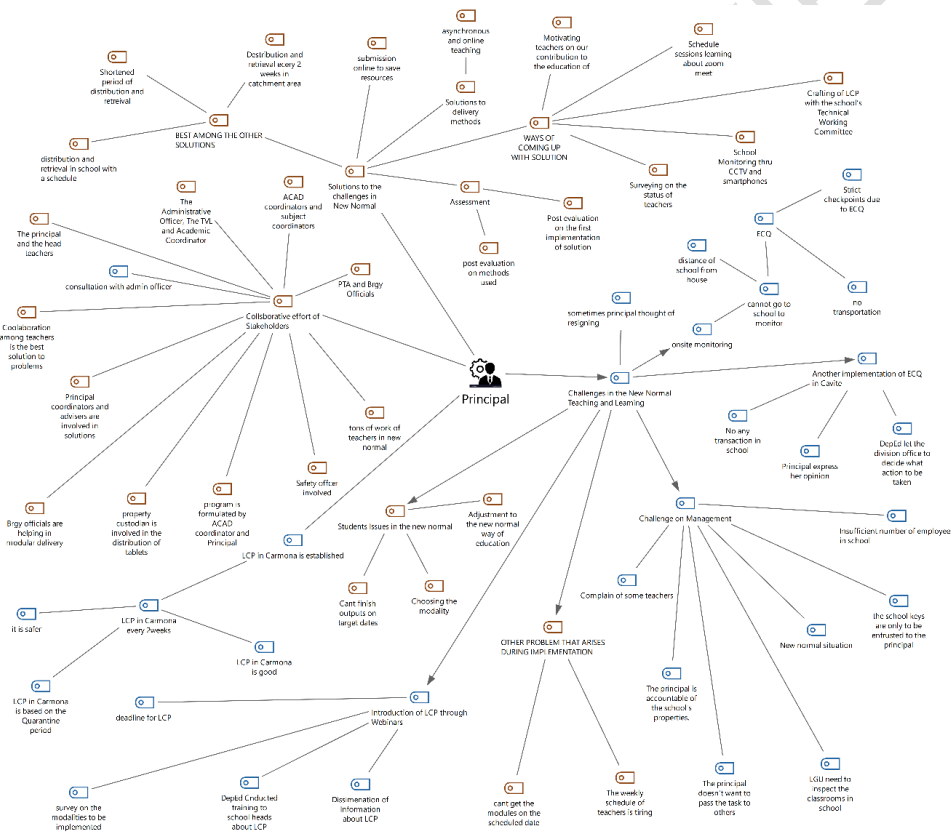 asynchronous
and online
teaching
Motivating
teachers on our
contribution to
the education of
Schedule
sessions learning
about zoom
meet
Destribution and
retrieval ecery 2
weeks in
catchment area
submission
online to save
resources
Shortened
period of
distribution and
retreival
Solutions to
delivery
methods
Crafting of LCP
with the school's
Technical
Working
Committee
BEST AMONG THE OTHER
SOLUTIONS
WAYS OF
COMING UP
WITH SOLUTION
distribution and
retrieval in school with
a schedule
School
Monitoring thru
CCTV and
smartphones
Surveying on the
status of
teachers
Solutions to the
challenges in
New Normal
Assessment
Strict
checkpoints due
to ECQ
The
Administrative
Officer, The TVL
and Academic
Coordinator
ACAD
coordinators and
subject
coordinators
Post evaluation
on the first
implementation
of solution
The principal
and the head
teachers
ECQ
distance of
school from
house
post evaluation
on methods
used
consultation with admin officer
PTA and Brgy
Officials
cannot go to
school to
monitor
no
transportation
sometimes principal thought of
resigning
Collsborative effort of
Stakeholders
Coolaboration
among teachers
is the best
solution to
problems
onsite monitoring
Another implementation of ECQ
in Cavite
Principal
Challenges in the New Normal
Teaching and Learning
Principal
coordinators and
advisers are
involved in
solutions
tons of work of
teachers in new
normal
No any
transaction in
school
Principal express
her opinion
DepEd let the
division office to
decide what
action to be
taken
Safety offcer
involved
Brgy officials are
helping in
modular delivery
property
custodian is
involved in the
distribution of
tablets
program is
formulated by
ACAD
coordinator and
Principal
Students Issues in the new normal
Adjustment to
the new normal
way of
education
Challenge on Management
Insufficient number of employee
in school
LCP in Carmona is established
Cant finish
outputs on
target dates
Choosing the
modality
Complain of some teachers
the school keys
are only to be
entrusted to the
principal
it is safer
LCP in Carmona
every 2weeks
LCP in Carmona
is good
OTHER PROBLEM THAT ARISES
DURING IMPLEMENTATION
New normal situation
LCP in Carmona
is based on the
Quarantine
period
deadline for LCP
Introduction of LCP through
Webinars
The principal
is accountable of
the school's
properties.
survey on the
modalities to be
implemented
DepEd Cnducted
training to
school heads
about LCP
Dissimenation of
Information
about LCP
cant get the
modules on the
scheduled date
The weekly
schedule of
teachers is tiring
The principal
doesn't want to
pass the task to
others
LGU need to
inspect the
classrooms in
school